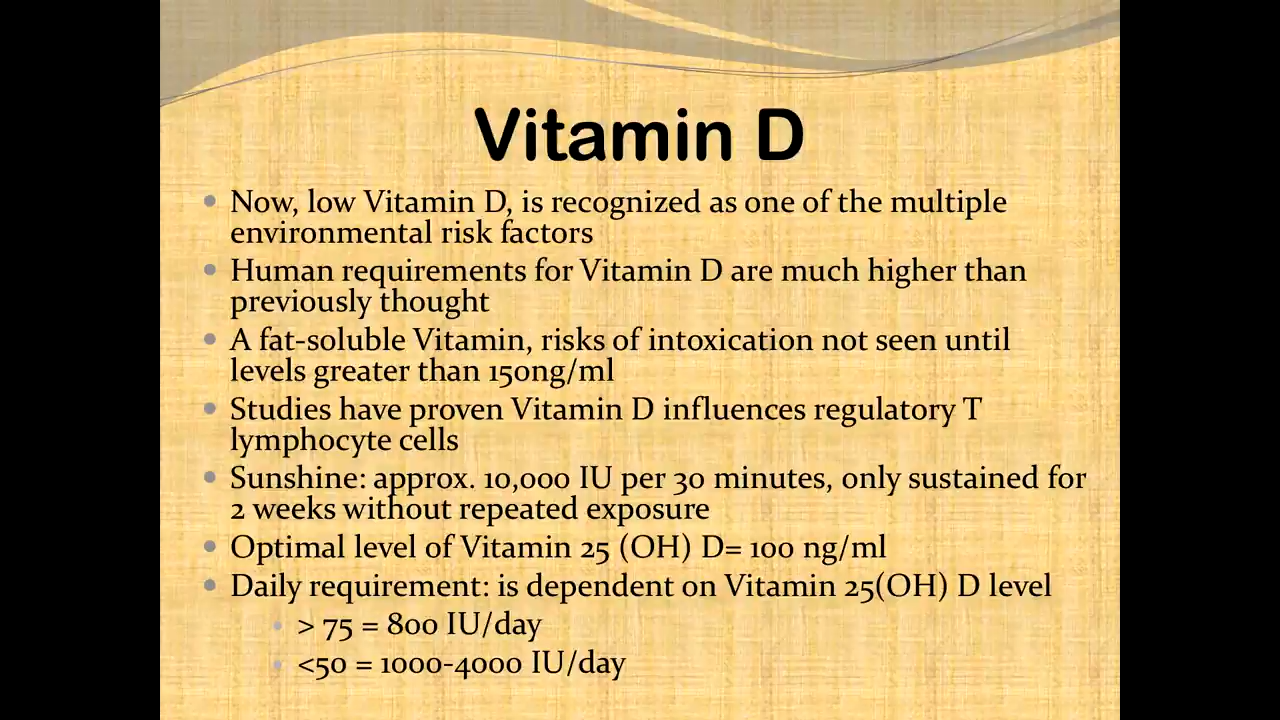 Vitamin D
Now, low Vitamin D, is recognized as one of the multiple
environmental risk factors
Human requirements for Vitamin D are much higher than
previously thought
A fat-soluble Vitamin, risks of intoxication not seen until
levels greater than 150ng/ml
Studies have proven Vitamin D influences regulatory T
lymphocyte cells
Sunshine: approx. 10,000 IU per 30 minutes, only sustained for
2 weeks without repeated exposure
Optimal level of Vitamin 25 (OH) D= 100 ng/ml
Daily requirement: is dependent on Vitamin 25(OH) D level
> 75 = 800 IU/day
<50 = 1000-4000 IU/day